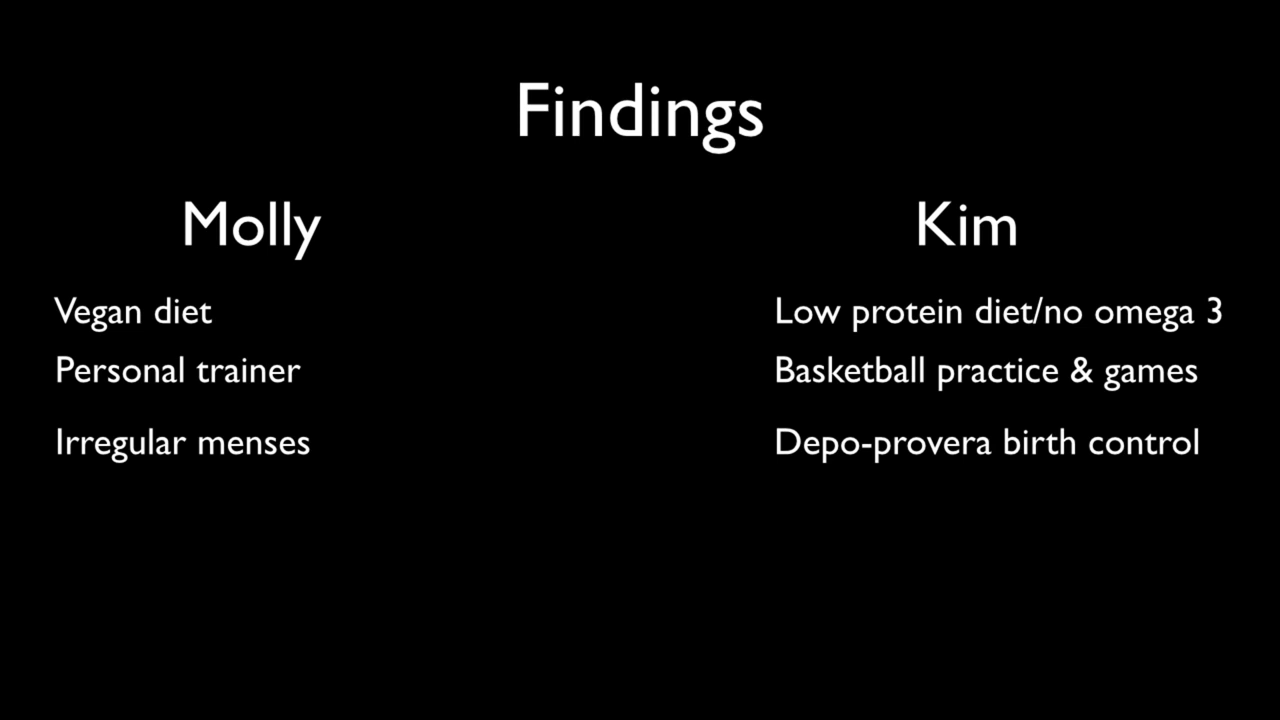 Findings
Molly
Kim
Vegan diet
Low protein diet/no omega 3
Personal trainer
Basketball practice & games
Irregular menses
Depo-provera birth control